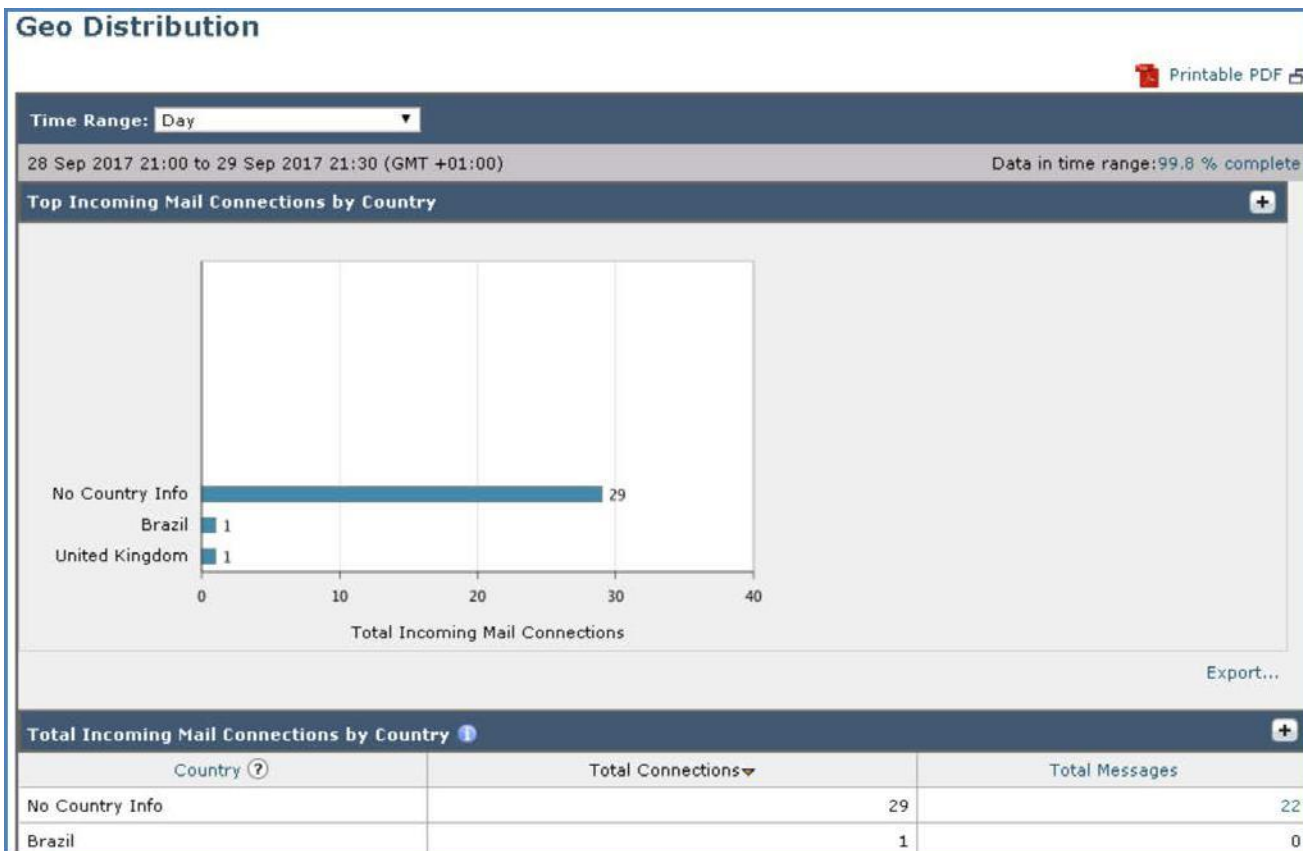 Geo Distribution
Printable PDF
Time Range: Day
28 Sep 2017 21:00 to 29 Sep 2017 21:30 (GMT +01:00) Data in time range:99.8 % complete
Top Incoming Mail Connections by Country
No Country Info 29
Brazil 1
United Kingdom 1
0 10 20 30 40
Total Incoming Mail Connections
Export...
Total Incoming Mail Connections by Country
Country Total Connections Total Messages
No Country Info 29 22
Brazil 1 0